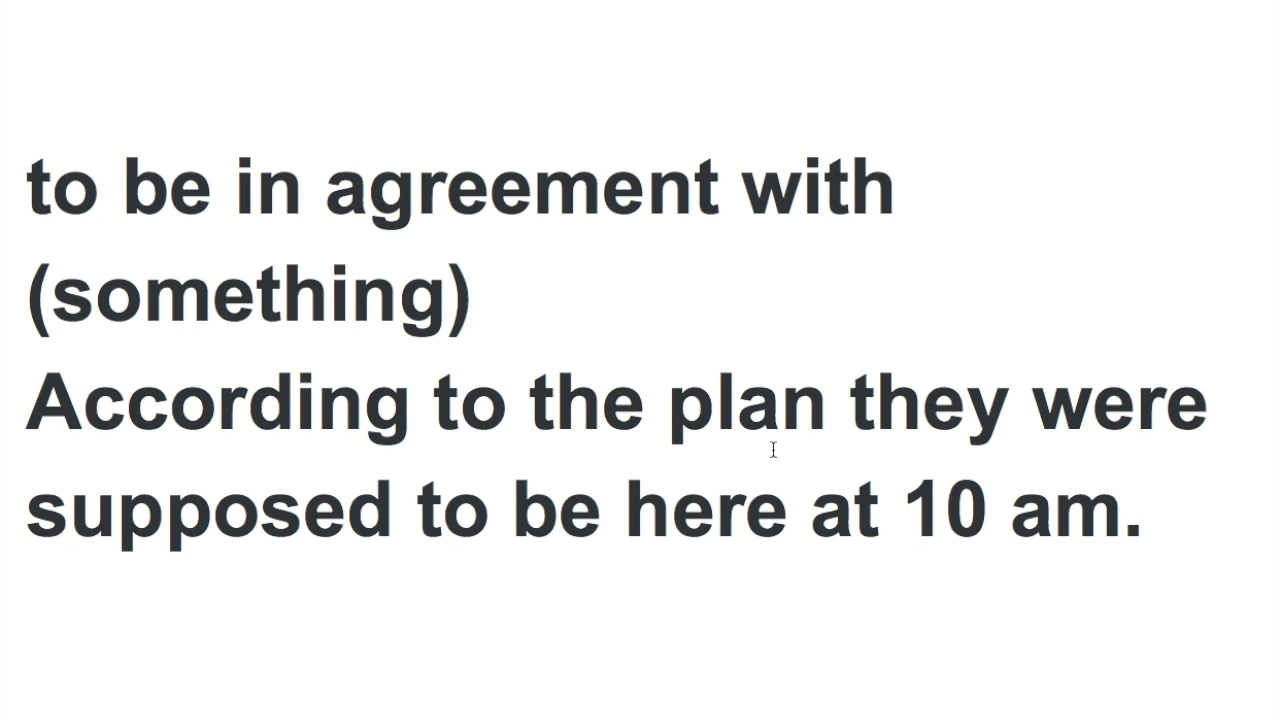 to be in agreement with
(something)
According to the plan they were
supposed to be here at 10 am.